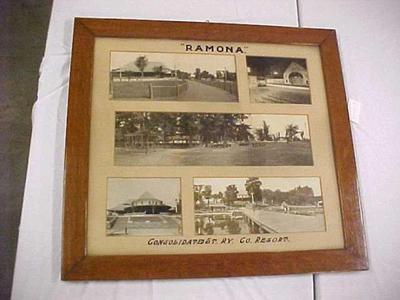 "RAMONA"
CONSOLIDATED ST. RY. CO. RESORT.